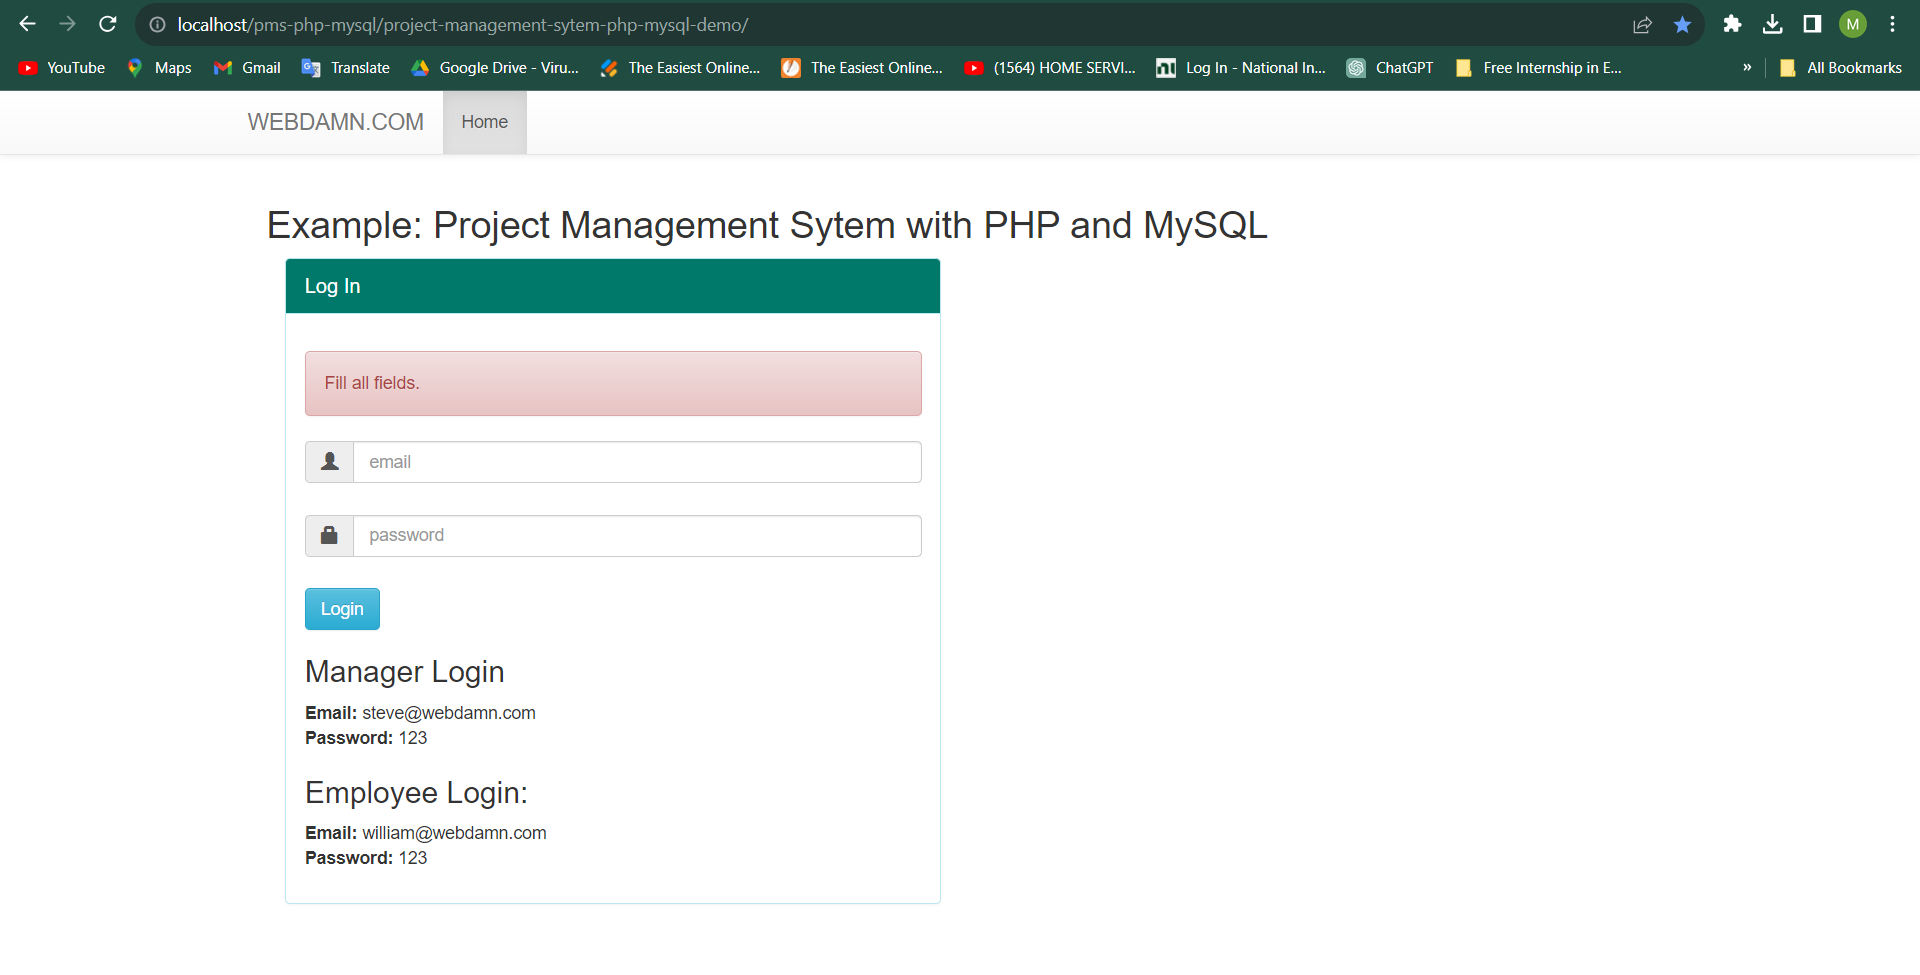 localhost/pms-php-mysql/project-management-sytem-php-mysql-demo/
M
YouTube Maps Gmail Translate Google Drive - Viru... The Easiest Online... The Easiest Online... (1564) HOME SERVI... Log In - National In... ChatGPT Free Internship in E... » All Bookmarks
WEBDAMN.COM Home
Example: Project Management Sytem with PHP and MySQL
Log In
Fill all fields.
email
password
Login
Manager Login
Email: steve@webdamn.com
Password: 123
Employee Login:
Email: william@webdamn.com
Password: 123